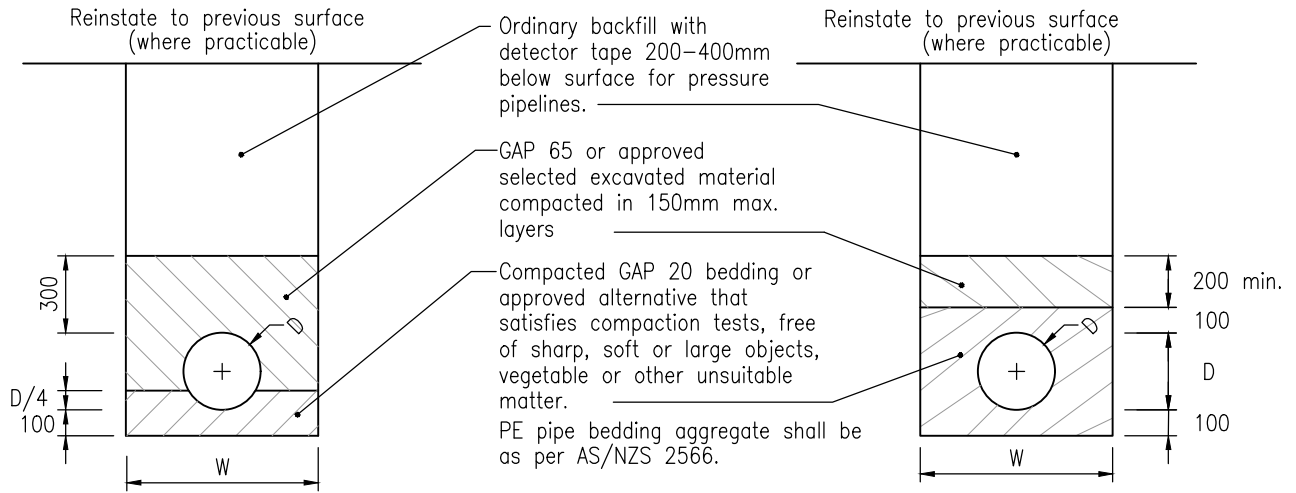 Reinstate to previous surface
(where practicable)
Ordinary backfill with
detector tape 200-400mm
below surface for pressure
pipelines.
GAP 65 or approved
selected excavated material
compacted in 150mm max.
layers
Compacted GAP 20 bedding or
approved alternative that
satisfies compaction tests, free
of sharp, soft or large objects,
vegetable or other unsuitable
matter.
PE pipe bedding aggregate shall be
as per AS/NZS 2566.
300
D
D/4
100
W
Reinstate to previous surface
(where practicable)
200 min.
100
D
D
100
W